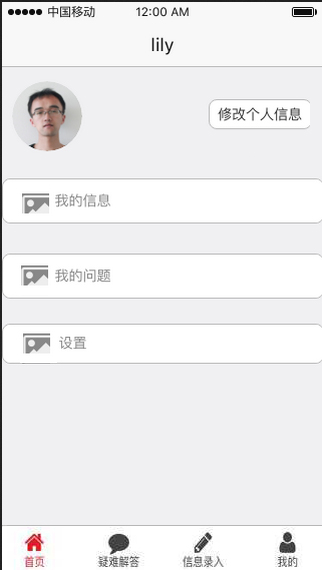 中国移动 12:00 AM
lily
修改个人信息
我的信息
我的问题
设置
首页 疑难解答 信息录入 我的